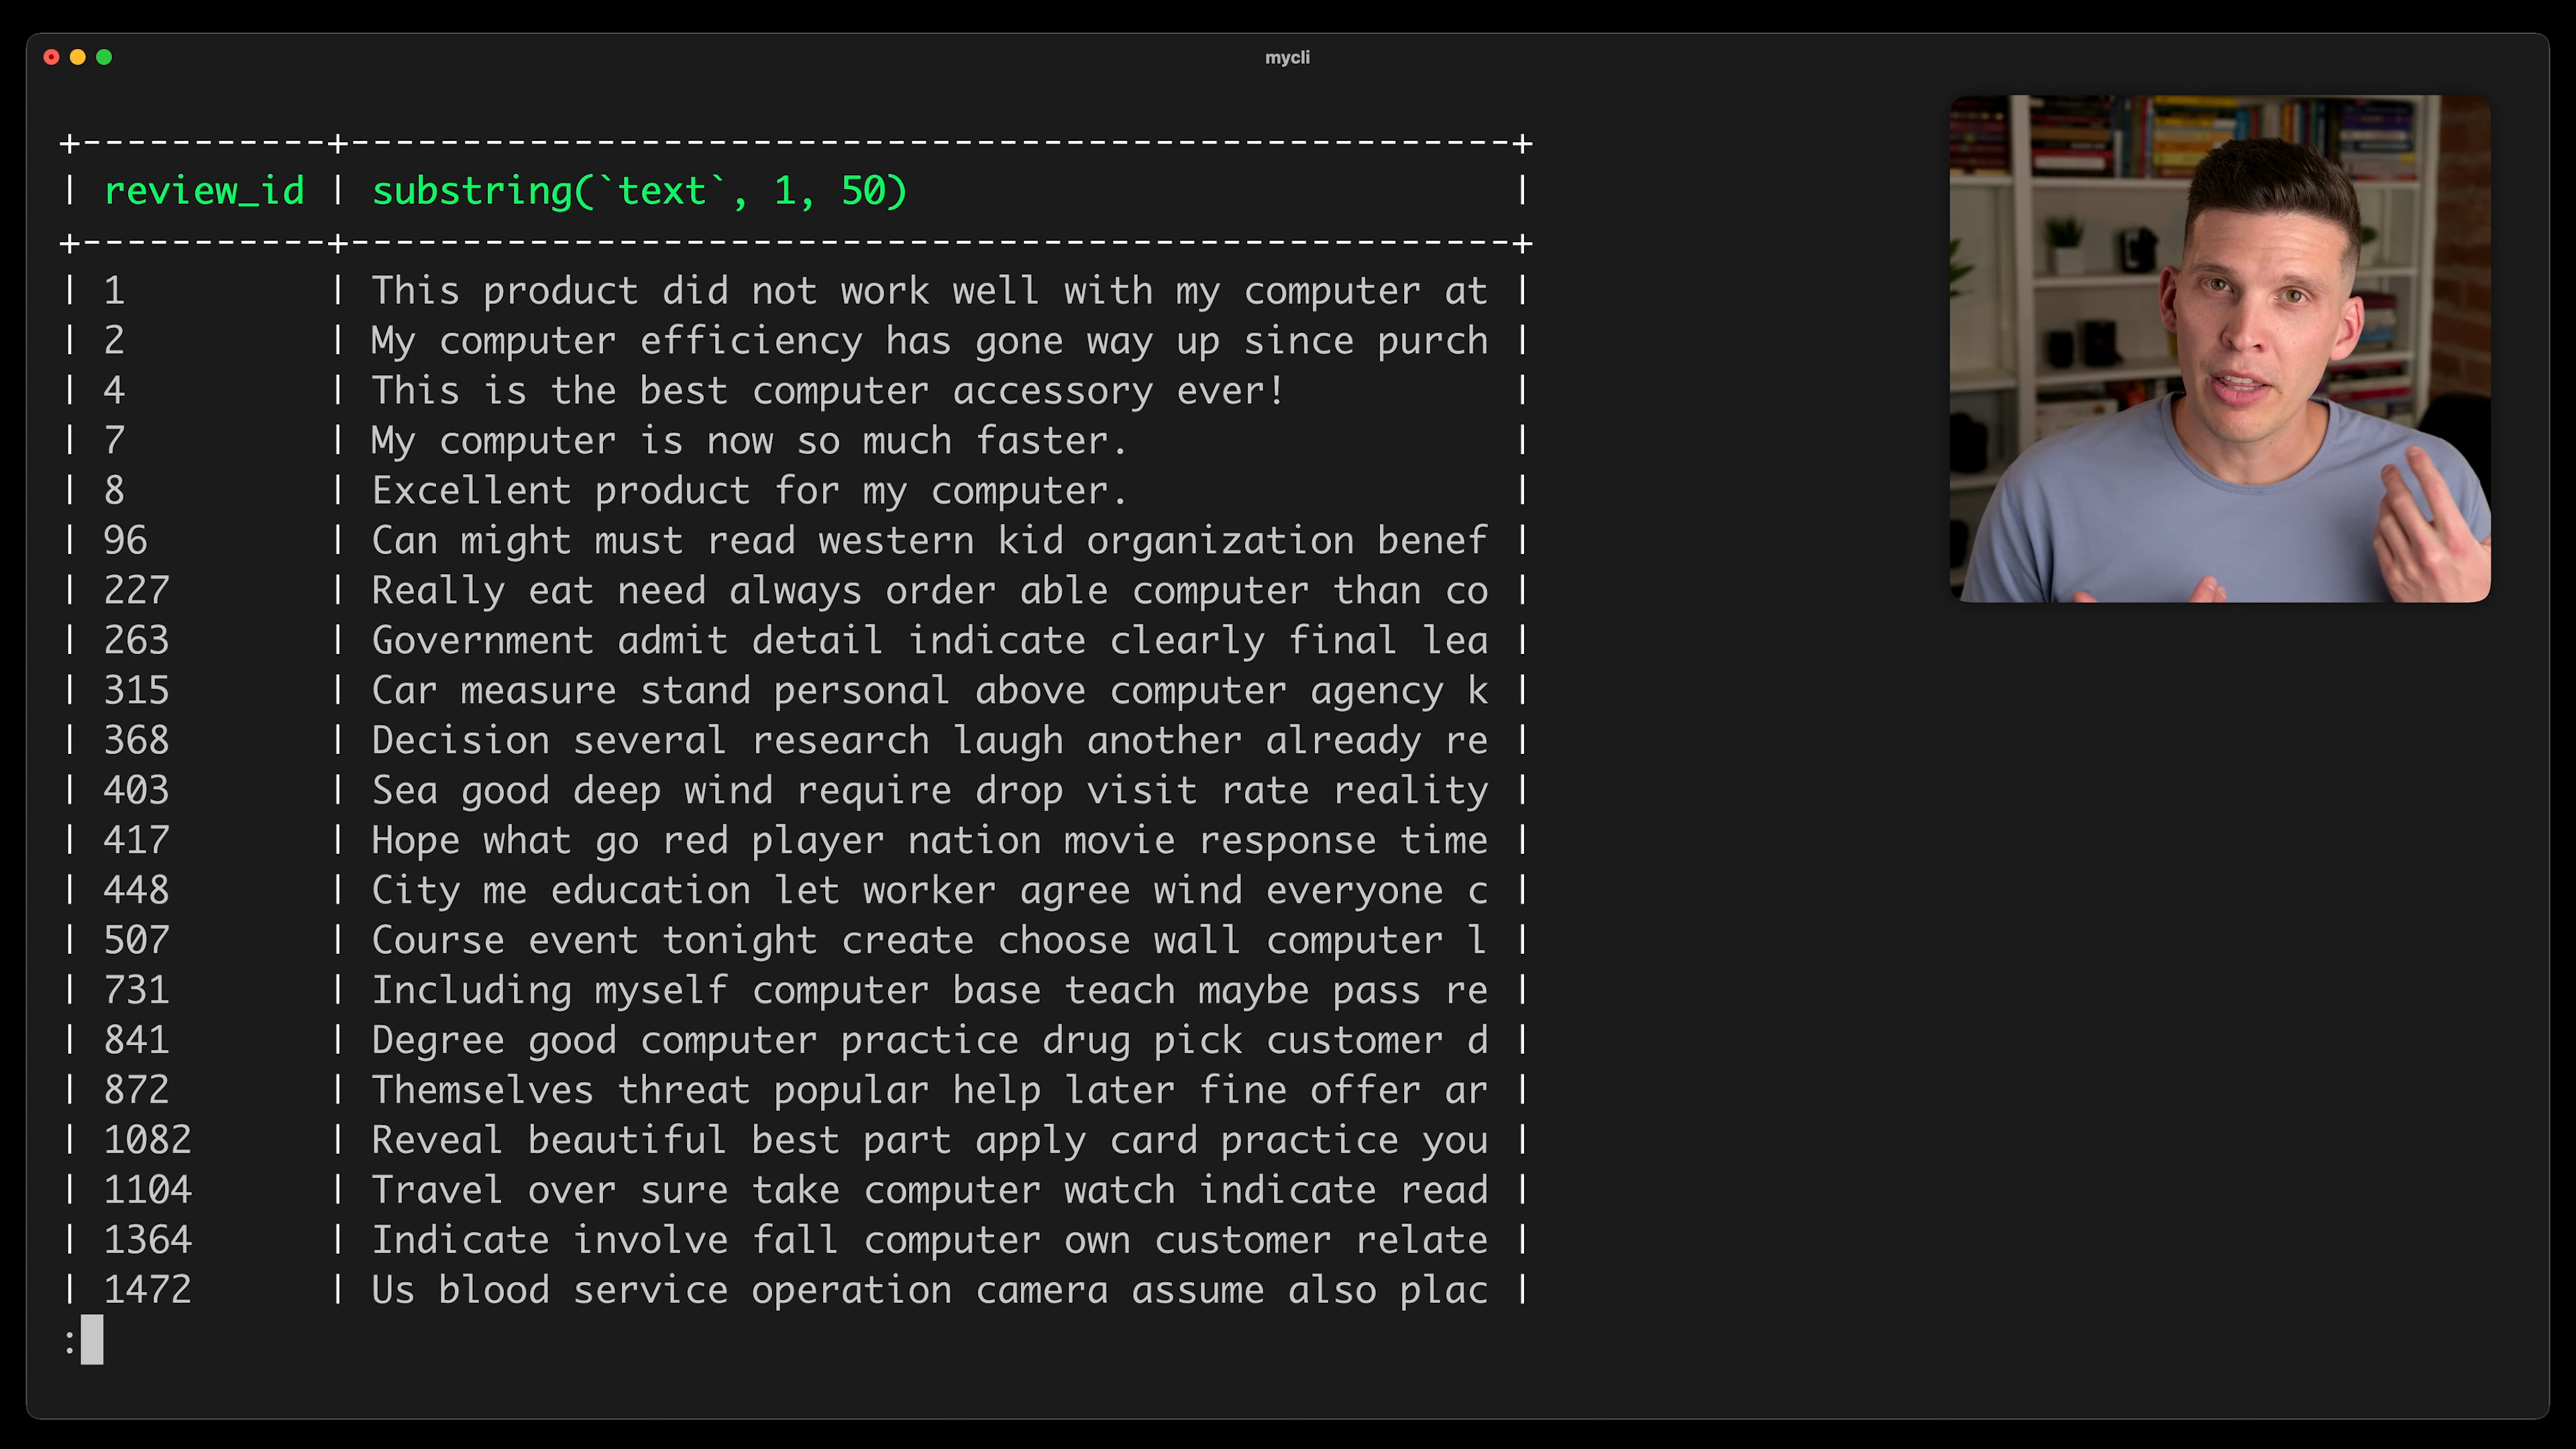 mycli
+-----------+----------------------------------------------------+
| review_id | substring(`text`, 1, 50)                           |
+-----------+----------------------------------------------------+
| 1         | This product did not work well with my computer at |
| 2         | My computer efficiency has gone way up since purch |
| 4         | This is the best computer accessory ever!          |
| 7         | My computer is now so much faster.                 |
| 8         | Excellent product for my computer.                 |
| 96        | Can might must read western kid organization benef |
| 227       | Really eat need always order able computer than co |
| 263       | Government admit detail indicate clearly final lea |
| 315       | Car measure stand personal above computer agency k |
| 368       | Decision several research laugh another already re |
| 403       | Sea good deep wind require drop visit rate reality |
| 417       | Hope what go red player nation movie response time |
| 448       | City me education let worker agree wind everyone c |
| 507       | Course event tonight create choose wall computer l |
| 731       | Including myself computer base teach maybe pass re |
| 841       | Degree good computer practice drug pick customer d |
| 872       | Themselves threat popular help later fine offer ar |
| 1082      | Reveal beautiful best part apply card practice you |
| 1104      | Travel over sure take computer watch indicate read |
| 1364      | Indicate involve fall computer own customer relate |
| 1472      | Us blood service operation camera assume also plac |
: